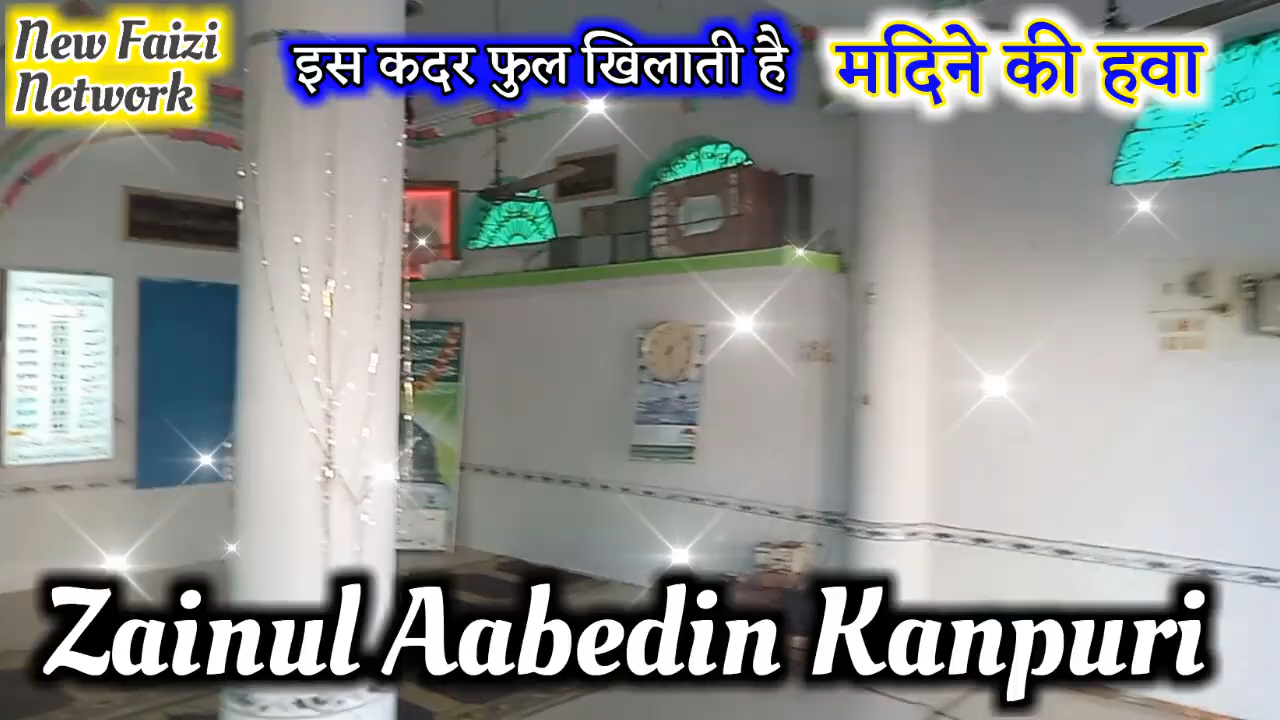 New Faizi
Network
इस कदर फुल खिलाती है मदिने की हवा
Zainul Aabedin Kanpuri